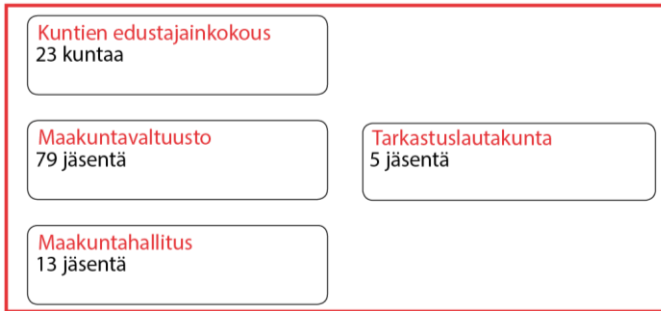 Kuntien edustajainkokous
23 kuntaa
Maakuntavaltuusto
79 jäsentä
Tarkastuslautakunta
5 jäsentä
Maakuntahallitus
13 jäsentä